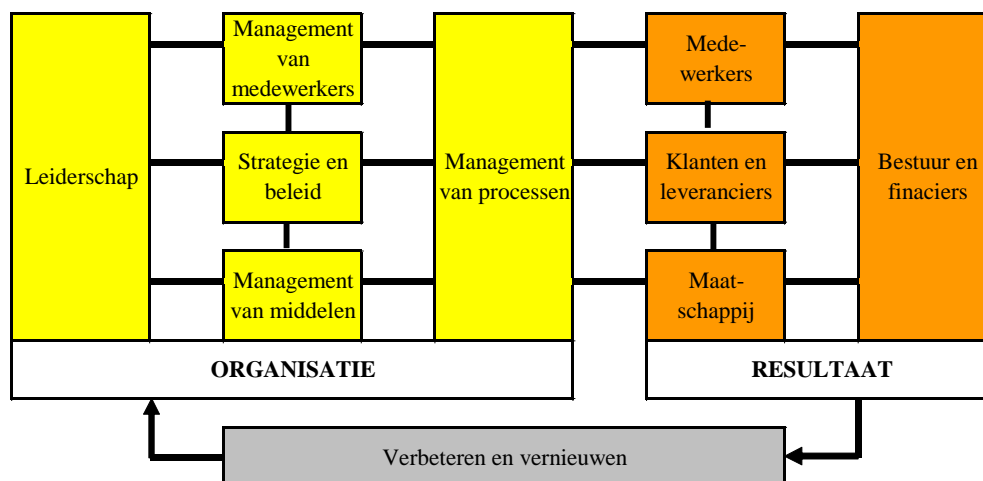 Leiderschap
Management
van
medewerkers
Strategie en
beleid
Management
van middelen
Management
van processen
Mede-
werkers
Klanten en
leveranciers
Maat-
schappij
Bestuur en
finaciers
ORGANISATIE
RESULTAAT
Verbeteren en vernieuwen